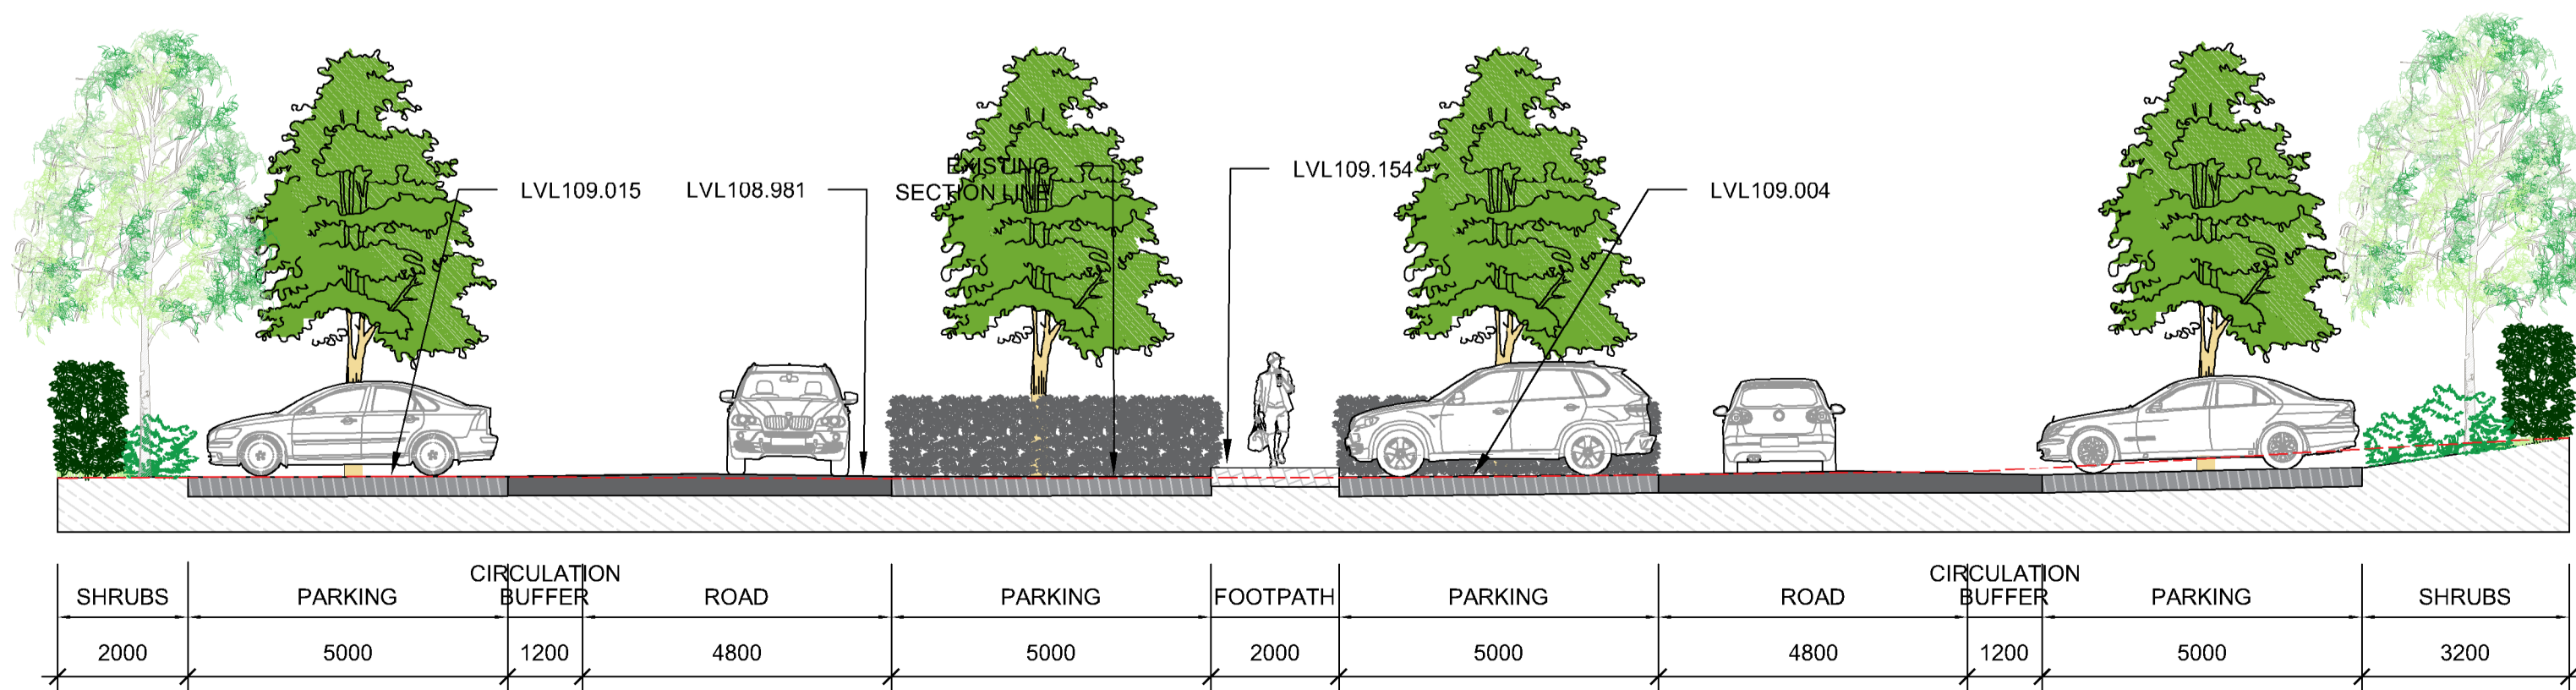 EXISTING
SECTION LINE
LVL109.015
LVL108.981
LVL109.154
LVL109.004
CIRCULATION
CIRCULATION
SHRUBS
PARKING
BUFFER
ROAD
PARKING
FOOTPATH
PARKING
ROAD
BUFFER
PARKING
SHRUBS
2000
5000
1200
4800
5000
2000
5000
4800
1200
5000
3200